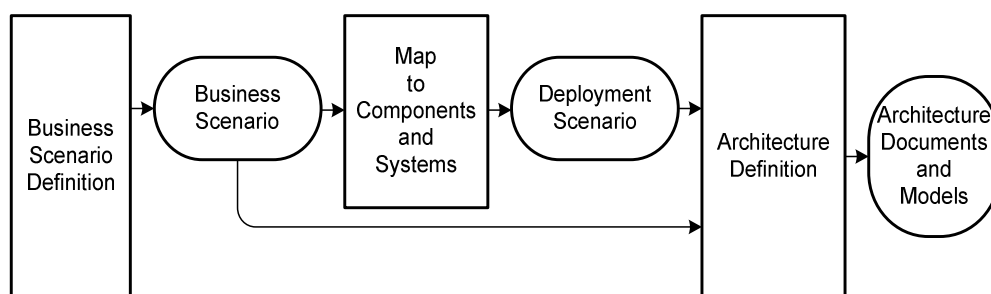 Business
Scenario
Definition
Business
Scenario
Map
to
Components
and
Systems
Deployment
Scenario
Architecture
Definition
Architecture
Documents
and
Models